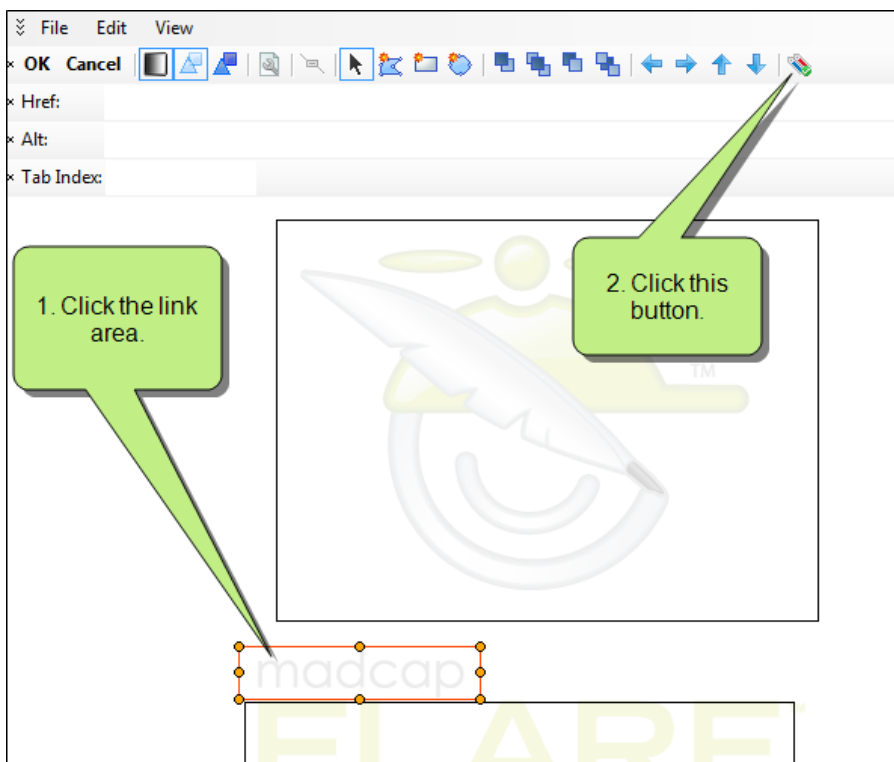 File Edit View
OK Cancel
Href:
Alt:
Tab Index:
1. Click the link
area.
2. Click this
button.
TM
madcap
FLARE